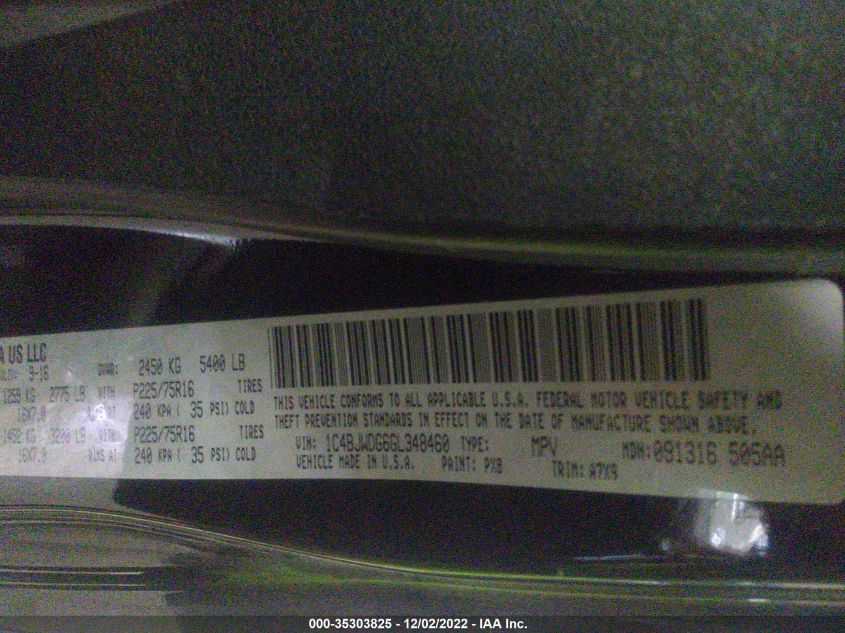 A US LLC
9-16 GVWR: 2450 KG 5400 LB
1259 KG 2775 LB WITH P225/75R16 TIRES
16X7.0 RIMS AT 240 KPA ( 35 PSI) COLD
1452 KG 3200 LB WITH P225/75R16 TIRES
16X7.0 RIMS AT 240 KPA ( 35 PSI) COLD
THIS VEHICLE CONFORMS TO ALL APPLICABLE U.S.A. FEDERAL MOTOR VEHICLE SAFETY AND
THEFT PREVENTION STANDARDS IN EFFECT ON THE DATE OF MANUFACTURE SHOWN ABOVE.
VIN: 1C4BJWDG6GL348460 TYPE: MPV MDH: 091316 505AA
VEHICLE MADE IN U.S.A. PAINT: PX8 TRIM: A7X9
000-35303825 - 12/02/2022 - IAA Inc.